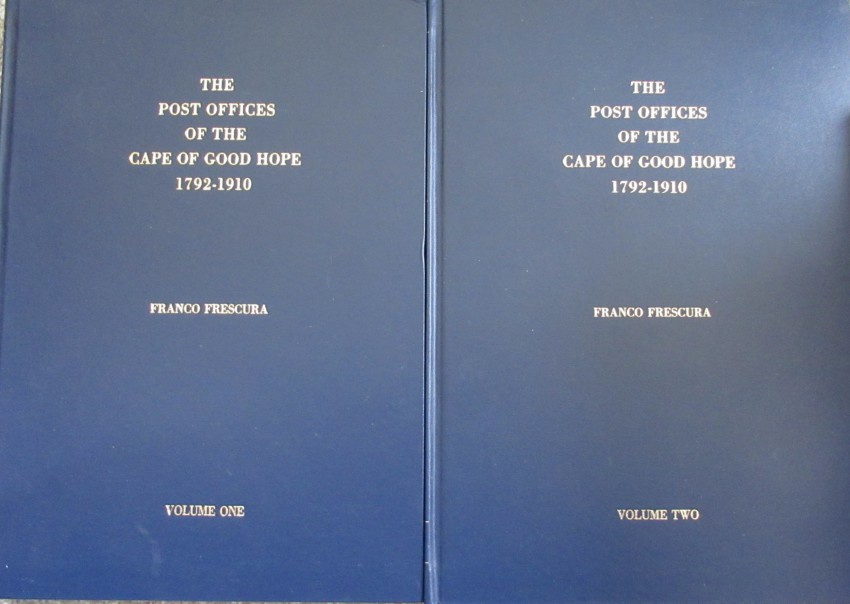 THE
POST OFFICES
OF THE
CAPE OF GOOD HOPE
1792-1910
FRANCO FRESCURA
VOLUME ONE
THE
POST OFFICES
OF THE
CAPE OF GOOD HOPE
1792-1910
FRANCO FRESCURA
VOLUME TWO